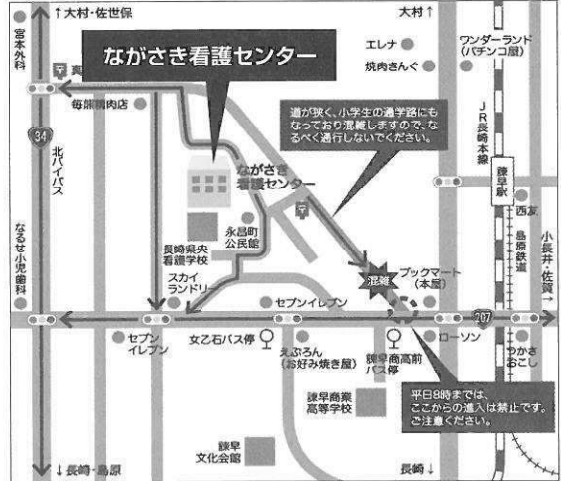 ↑大村・佐世保
大村↑
宮本外科
エレナ
ワンダーランド
(パチンコ屋)
焼肉さんぐ
ながさき看護センター
34
北バイパス
道が狭く、小学生の通学路にも
なっており混雑しますので、な
るべく通行しないでください。
JR長崎本線
諫早駅
ながさき
看護センター
西友
島原鉄道
小長井・佐賀→
永昌町
公民館
長崎県央
看護学校
なるせ小児歯科
スカイ
ランドリー
混雑
ブックマート
(本屋)
セブンイレブン
207
セブン
イレブン
女乙石バス停
えぷろん
(お好み焼き屋)
諫早商高前
バス停
ローソン
つかさ
おこし
諫早商業
高等学校
平日8時までは、
ここからの進入は禁止です。
ご注意ください。
諫早
文化会館
↓長崎・島原
長崎↓